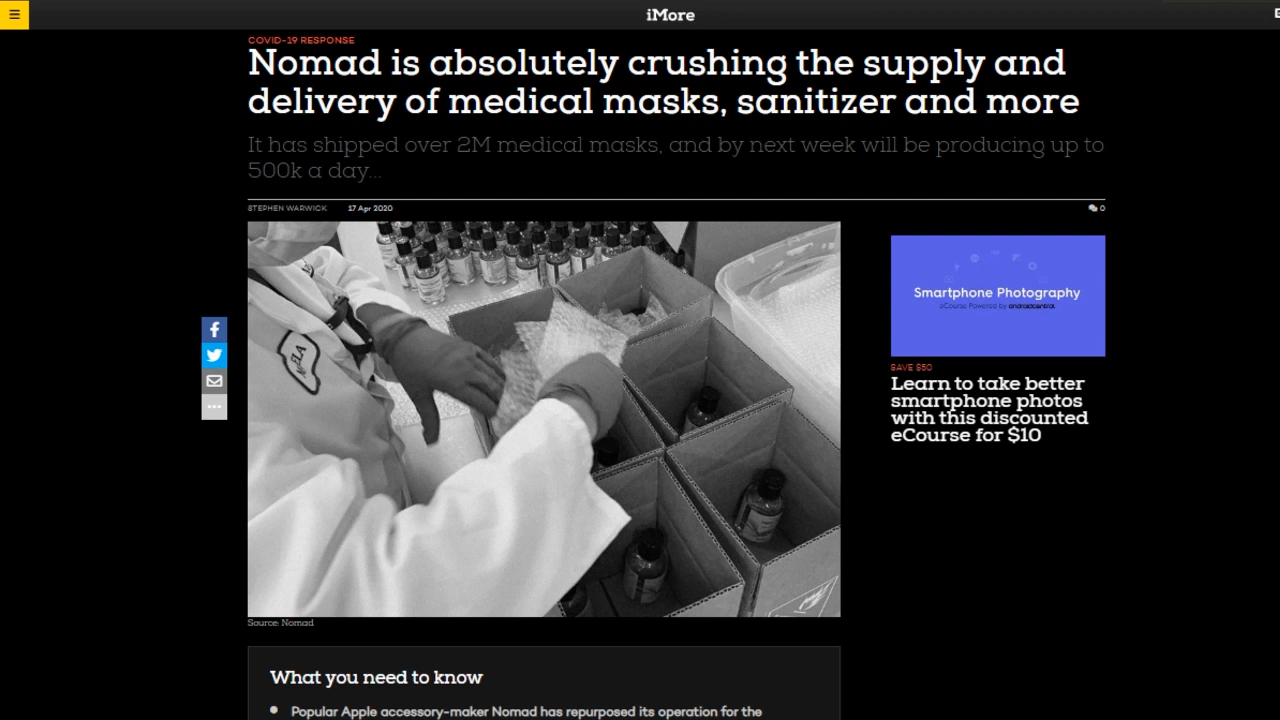 iMore
COVID-19 RESPONSE
Nomad is absolutely crushing the supply and
delivery of medical masks, sanitizer and more
It has shipped over 2M medical masks, and by next week will be producing up to
500k a day...
STEPHEN WARWICK 17 Apr 2020
0
Smartphone Photography
eCourse Powered by androidcentral
SAVE $50
Learn to take better
smartphone photos
with this discounted
eCourse for $10
Source: Nomad
What you need to know
Popular Apple accessory-maker Nomad has repurposed its operation for the